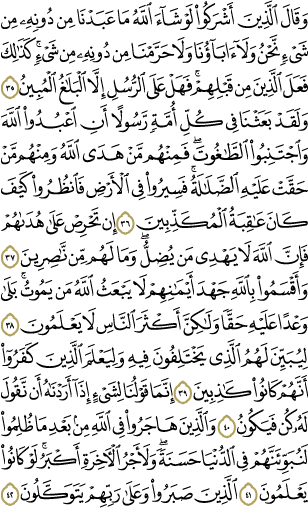 وَقَالَ ٱلَّذِينَ أَشْرَكُوا۟ لَوْ شَآءَ ٱللَّهُ مَا عَبَدْنَا مِن دُونِهِۦ مِن
شَىْءٍ نَّحْنُ وَلَآ ءَابَآؤُنَا وَلَا حَرَّمْنَا مِن دُونِهِۦ مِن شَىْءٍ ۚ كَذَٰلِكَ
فَعَلَ ٱلَّذِينَ مِن قَبْلِهِمْ ۚ فَهَلْ عَلَى ٱلرُّسُلِ إِلَّا ٱلْبَلَٰغُ ٱلْمُبِينُ ٣٥
وَلَقَدْ بَعَثْنَا فِى كُلِّ أُمَّةٍ رَّسُولًا أَنِ ٱعْبُدُوا۟ ٱللَّهَ
وَٱجْتَنِبُوا۟ ٱلطَّٰغُوتَ ۖ فَمِنْهُم مَّنْ هَدَى ٱللَّهُ وَمِنْهُم مَّنْ
حَقَّتْ عَلَيْهِ ٱلضَّلَٰلَةُ ۚ فَسِيرُوا۟ فِى ٱلْأَرْضِ فَٱنظُرُوا۟ كَيْفَ
كَانَ عَٰقِبَةُ ٱلْمُكَذِّبِينَ ٣٦ إِن تَحْرِصْ عَلَىٰ هُدَىٰهُمْ
فَإِنَّ ٱللَّهَ لَا يَهْدِى مَن يُضِلُّ ۖ وَمَا لَهُم مِّن نَّٰصِرِينَ ٣٧
وَأَقْسَمُوا۟ بِٱللَّهِ جَهْدَ أَيْمَٰنِهِمْ ۙ لَا يَبْعَثُ ٱللَّهُ مَن يَمُوتُ ۚ بَلَىٰ
وَعْدًا عَلَيْهِ حَقًّا وَلَٰكِنَّ أَكْثَرَ ٱلنَّاسِ لَا يَعْلَمُونَ ٣٨
لِيُبَيِّنَ لَهُمُ ٱلَّذِى يَخْتَلِفُونَ فِيهِ وَلِيَعْلَمَ ٱلَّذِينَ كَفَرُوٓا۟
أَنَّهُمْ كَانُوا۟ كَٰذِبِينَ ٣٩ إِنَّمَا قَوْلُنَا لِشَىْءٍ إِذَآ أَرَدْنَٰهُ أَن نَّقُولَ
لَهُۥ كُن فَيَكُونُ ٤٠ وَٱلَّذِينَ هَاجَرُوا۟ فِى ٱللَّهِ مِنۢ بَعْدِ مَا ظُلِمُوا۟
لَنُبَوِّئَنَّهُمْ فِى ٱلدُّنْيَا حَسَنَةً ۖ وَلَأَجْرُ ٱلْءَاخِرَةِ أَكْبَرُ ۚ لَوْ كَانُوا۟
يَعْلَمُونَ ٤١ ٱلَّذِينَ صَبَرُوا۟ وَعَلَىٰ رَبِّهِمْ يَتَوَكَّلُونَ ٤٢